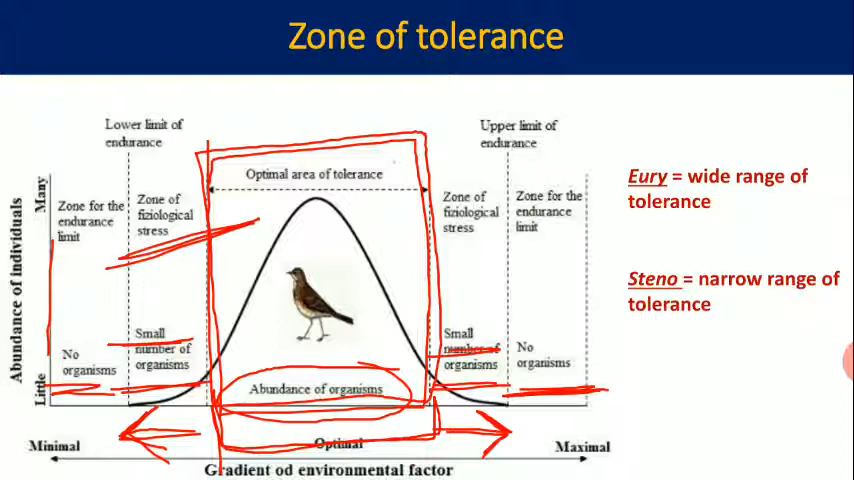 Zone of tolerance
Lower limit of
endurance
Upper limit of
endurance
Optimal area of tolerance
Many
Zone for the
endurance
limit
Zone of
fiziological
stress
Zone of
fiziological
stress
Zone for the
endurance
limit
Eury = wide range of
tolerance
Steno = narrow range of
tolerance
Abundance of individuals
No
organisms
Small
number of
organisms
Small
number of
organisms
No
organisms
Little
Abundance of organisms
Minimal
Optimal
Maximal
Gradient od environmental factor